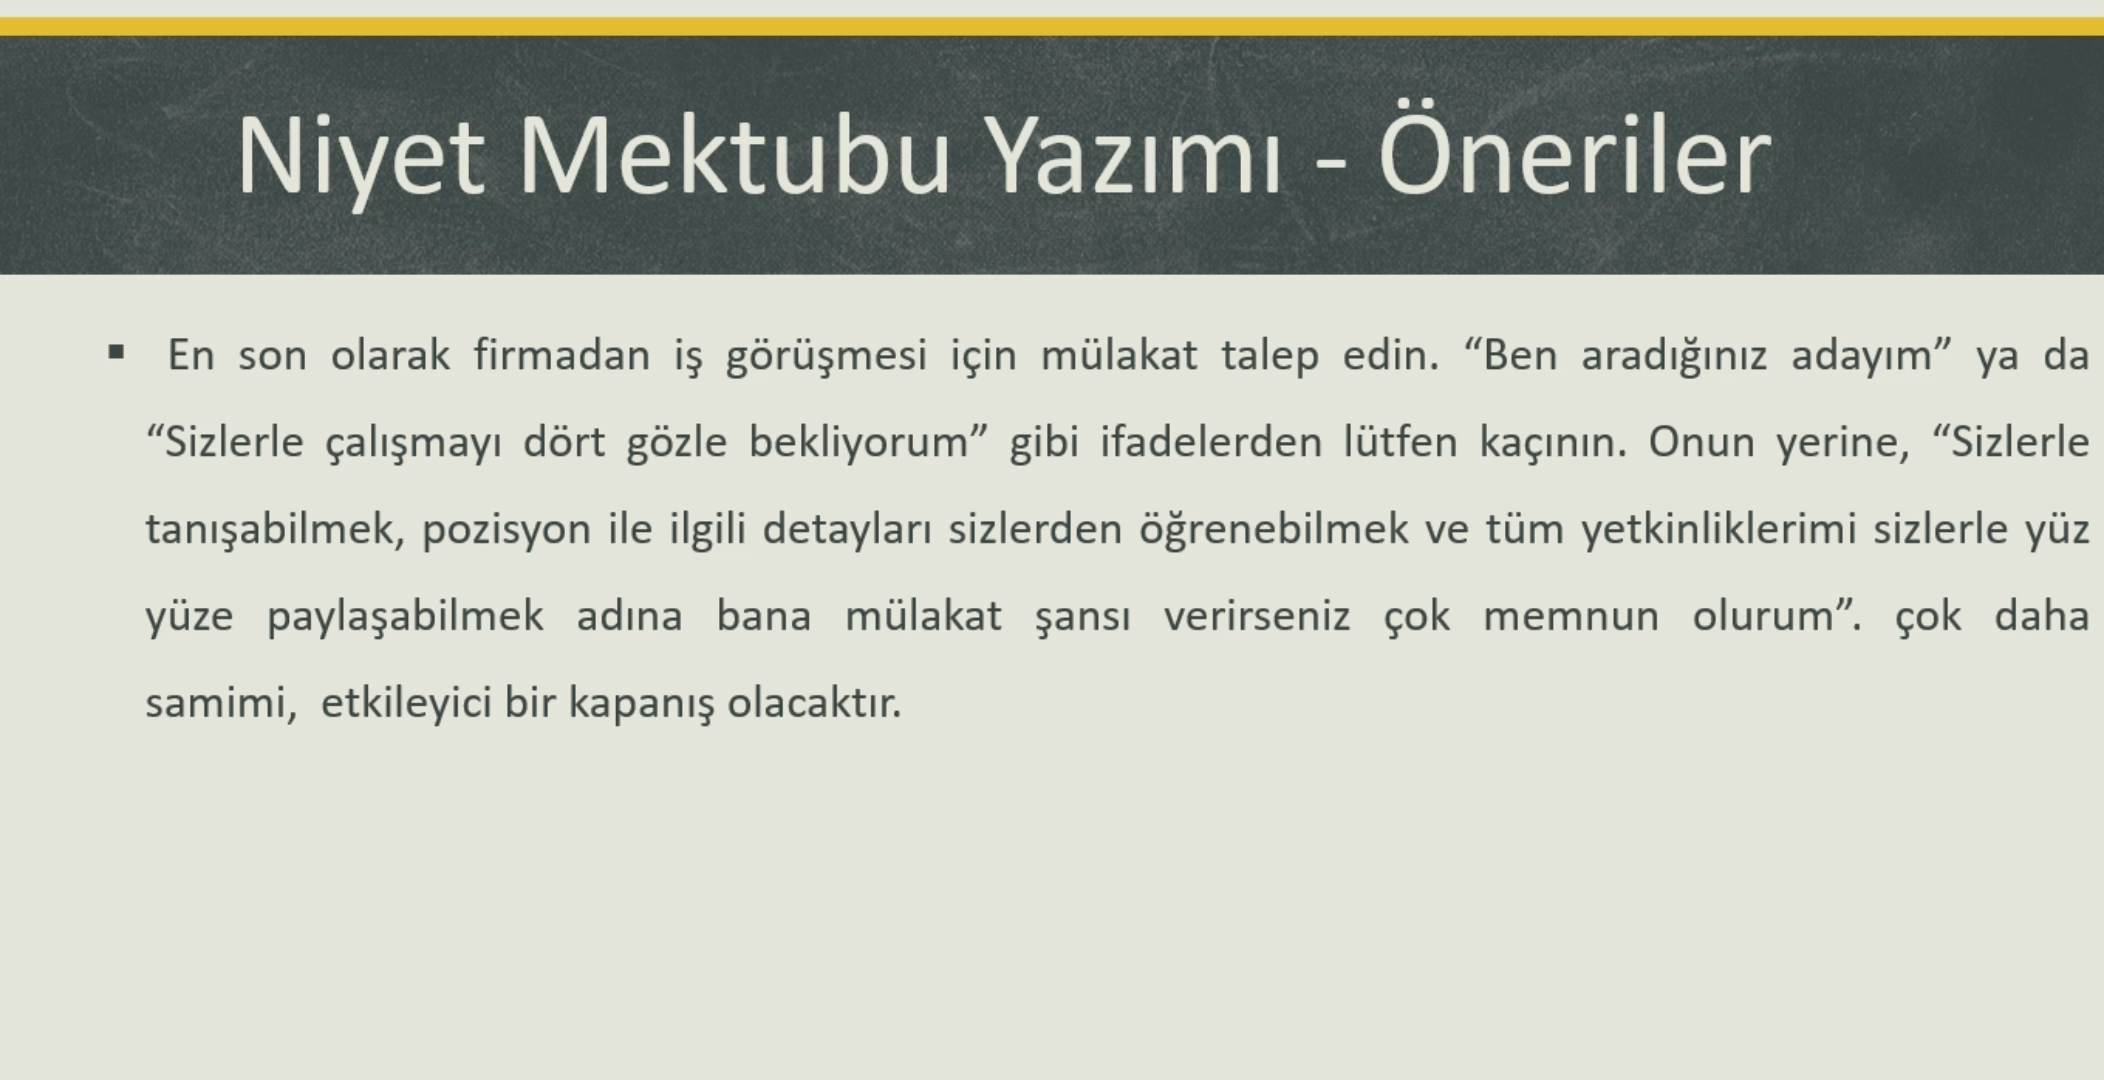 Niyet Mektubu Yazımı - Öneriler
▪ En son olarak firmadan iş görüşmesi için mülakat talep edin. “Ben aradığınız adayım” ya da
“Sizlerle çalışmayı dört gözle bekliyorum” gibi ifadelerden lütfen kaçının. Onun yerine, “Sizlerle
tanışabilmek, pozisyon ile ilgili detayları sizlerden öğrenebilmek ve tüm yetkinliklerimi sizlerle yüz
yüze paylaşabilmek adına bana mülakat şansı verirseniz çok memnun olurum”. çok daha
samimi, etkileyici bir kapanış olacaktır.